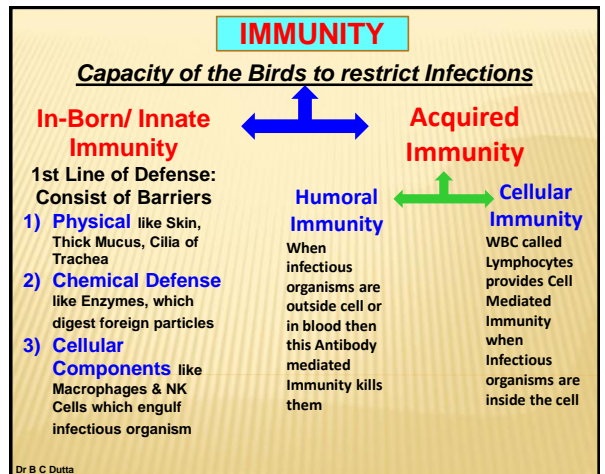 IMMUNITY
Capacity of the Birds to restrict Infections
In-Born/ Innate
Immunity
1st Line of Defense:
Consist of Barriers
1) Physical like Skin,
Thick Mucus, Cilia of
Trachea
2) Chemical Defense
like Enzymes, which
digest foreign particles
3) Cellular
Components like
Macrophages & NK
Cells which engulf
infectious organism
Acquired
Immunity
Humoral
Immunity
When
infectious
organisms are
outside cell or
in blood then
this Antibody
mediated
Immunity kills
them
Cellular
Immunity
WBC called
Lymphocytes
provides Cell
Mediated
Immunity
when
Infectious
organisms are
inside the cell
Dr B C Dutta